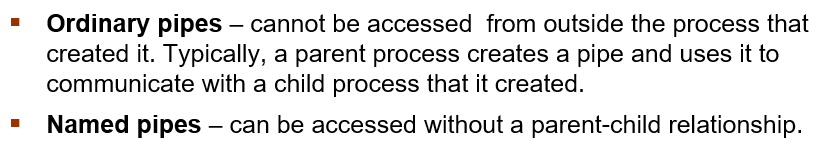 ▪ Ordinary pipes – cannot be accessed  from outside the process that
created it. Typically, a parent process creates a pipe and uses it to
communicate with a child process that it created.
▪ Named pipes – can be accessed without a parent-child relationship.